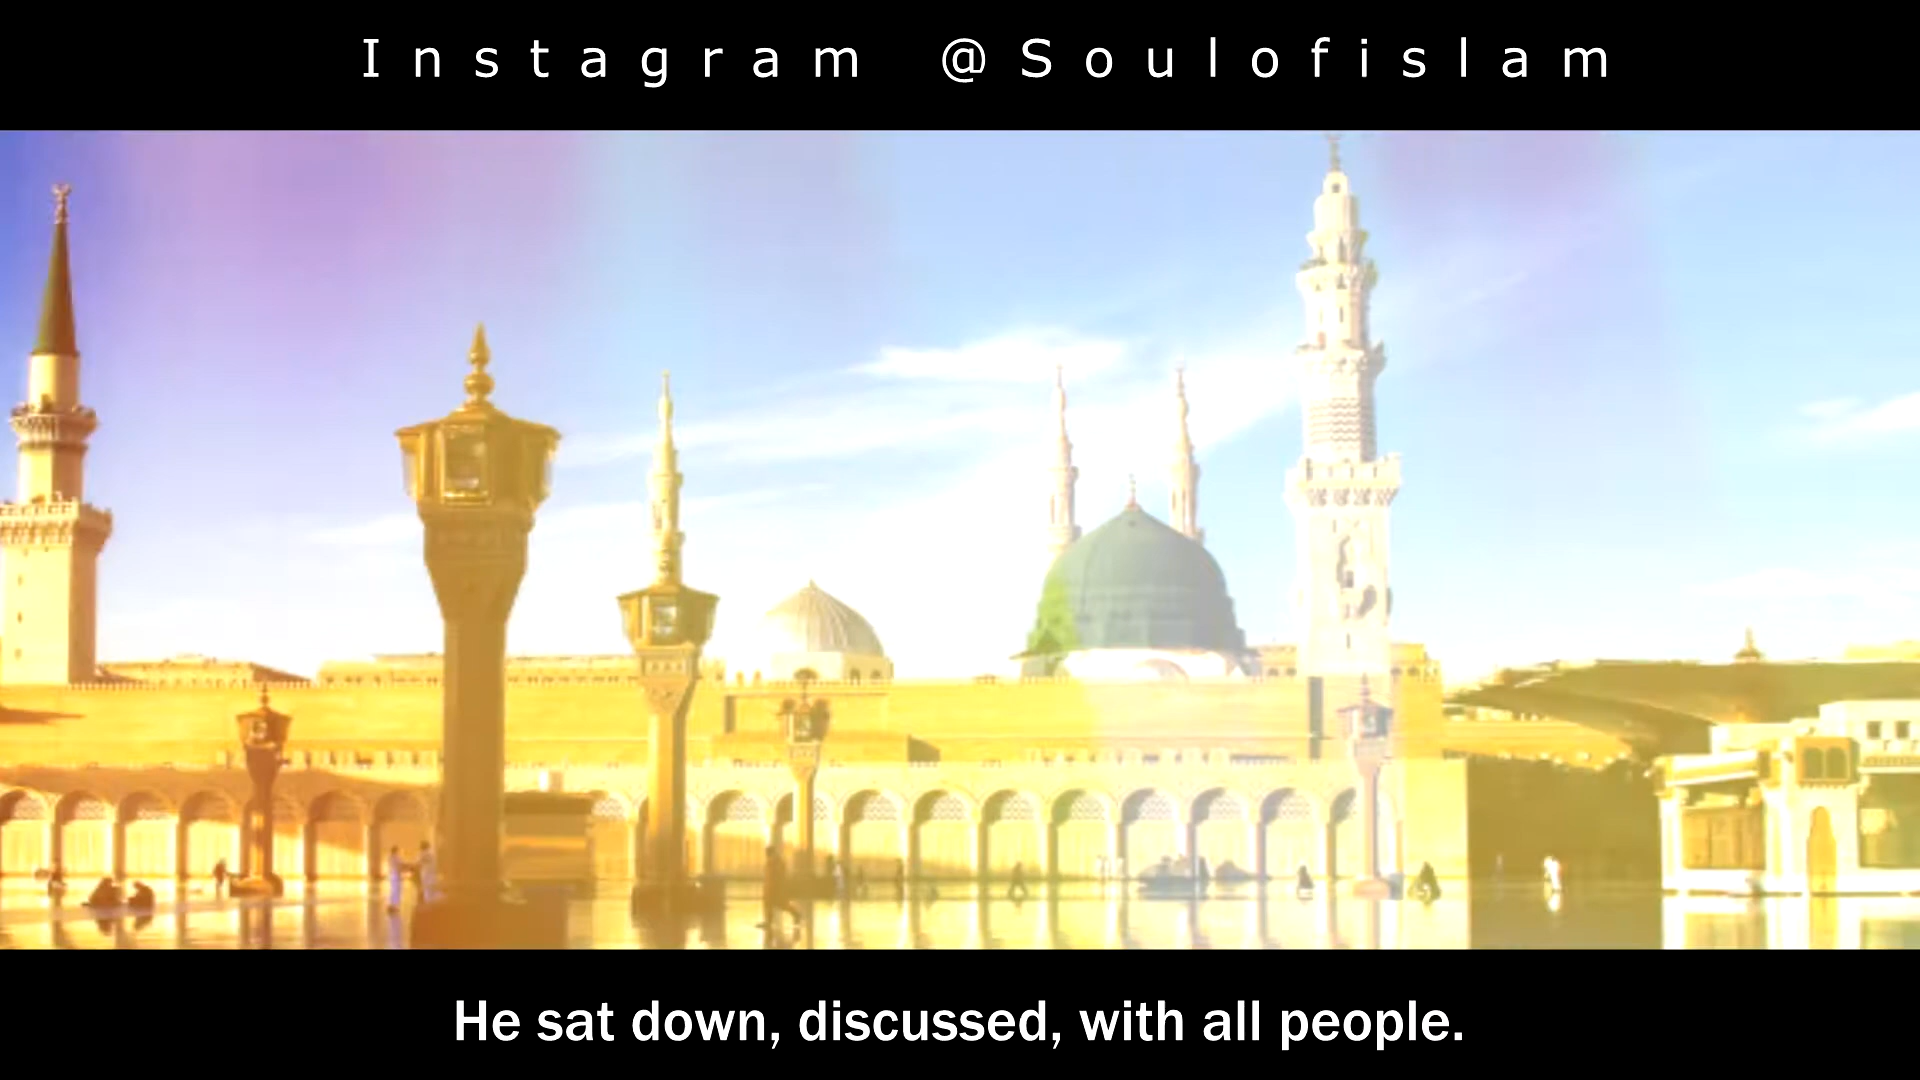 Instagram @Soulofislam
He sat down, discussed, with all people.